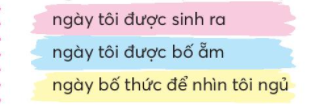 ngày tôi được sinh ra
ngày tôi được bố ẵm
ngày bố thức để nhìn tôi ngủ